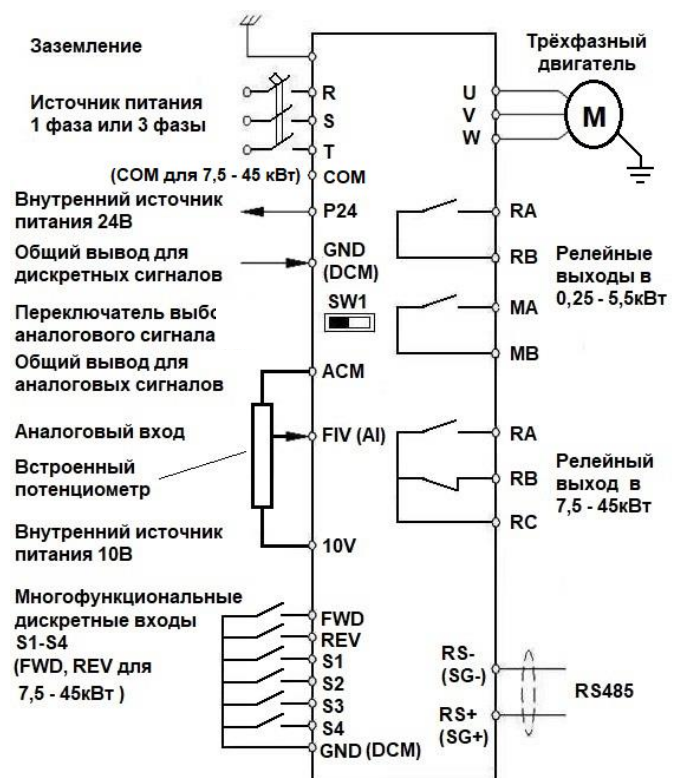 Заземление
Источник питания
1 фаза или 3 фазы
(COM для 7,5 - 45 кВт)
Внутренний источник
питания 24В
Общий вывод для
дискретных сигналов
Переключатель
аналогового сигнала
Общий вывод для
аналоговых сигналов
Аналоговый вход
Встроенный
потенциометр
Внутренний источник
питания 10В
Многофункциональные
дискретные входы
S1-S4
(FWD, REV для
7,5 - 45кВт )
R
S
T
COM
P24
GND
(DCM)
SW1
ACM
FIV (AI)
10V
FWD
REV
S1
S2
S3
S4
GND (DCM)
U
V
W
RA
RB
MA
MB
RA
RB
RC
RS-
(SG-)
RS+
(SG+)
Трёхфазный
двигатель
M
Релейные
выходы в
0,25 - 5,5кВт
Релейный
выход в
7,5 - 45кВт
RS485